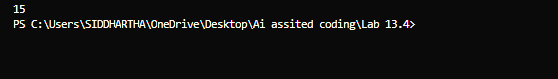 15
PS C:\Users\SIDDHARTHA\OneDrive\Desktop\Ai assited coding\Lab 13.4>